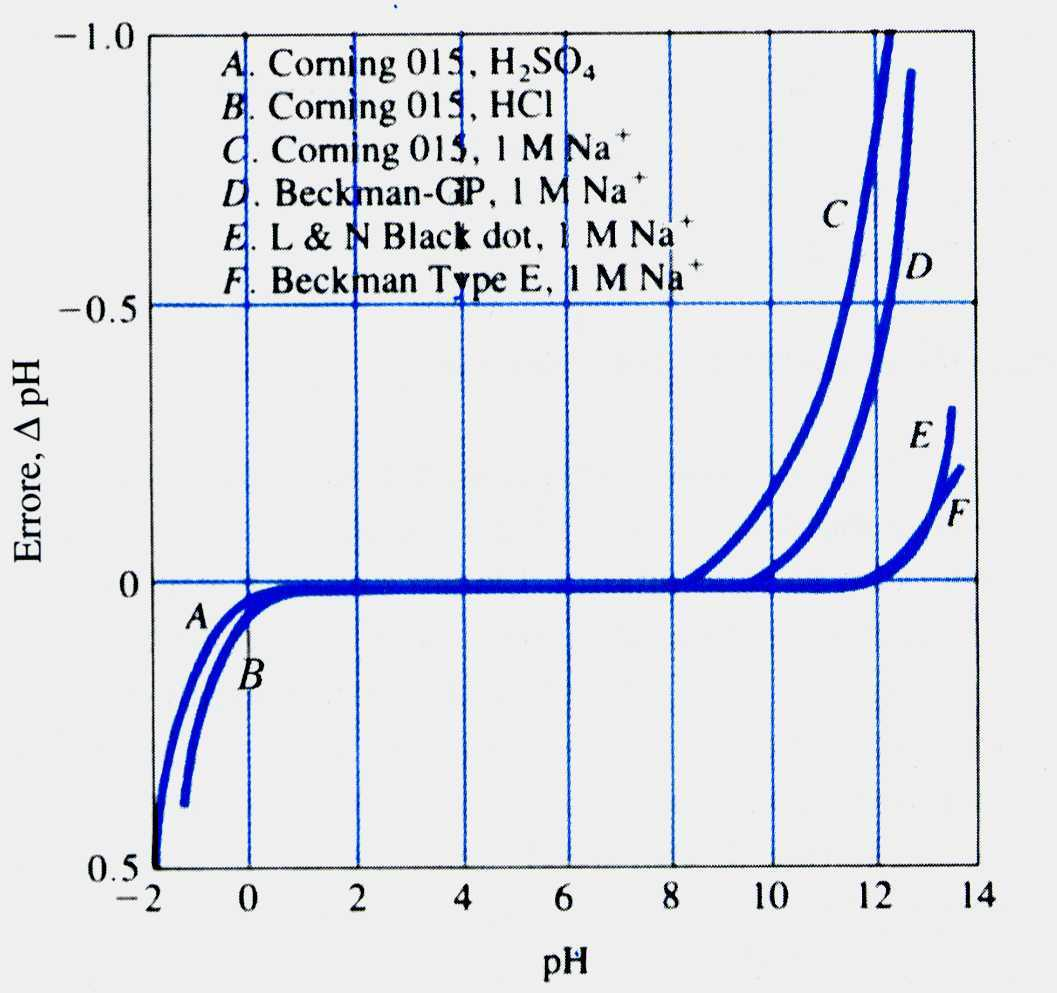 −1.0
A. Corning 015, H₂SO₄
B. Corning 015, HCl
C. Corning 015, 1 M Na⁺
D. Beckman-GP, 1 M Na⁺
E. L & N Black dot, 1 M Na⁺
F. Beckman Type E, 1 M Na⁺
C
D
−0.5
Errore, Δ pH
E
F
0
A
B
0.5
−2 0 2 4 6 8 10 12 14
pH